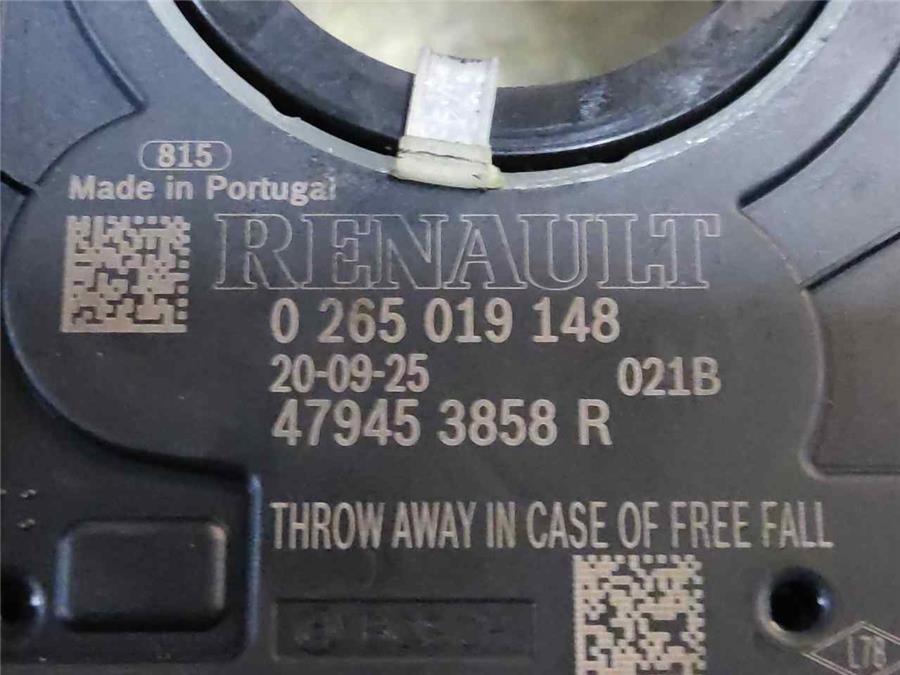 815
Made in Portugal
RENAULT
0 265 019 148
20-09-25 021B
47945 3858 R
THROW AWAY IN CASE OF FREE FALL
L78